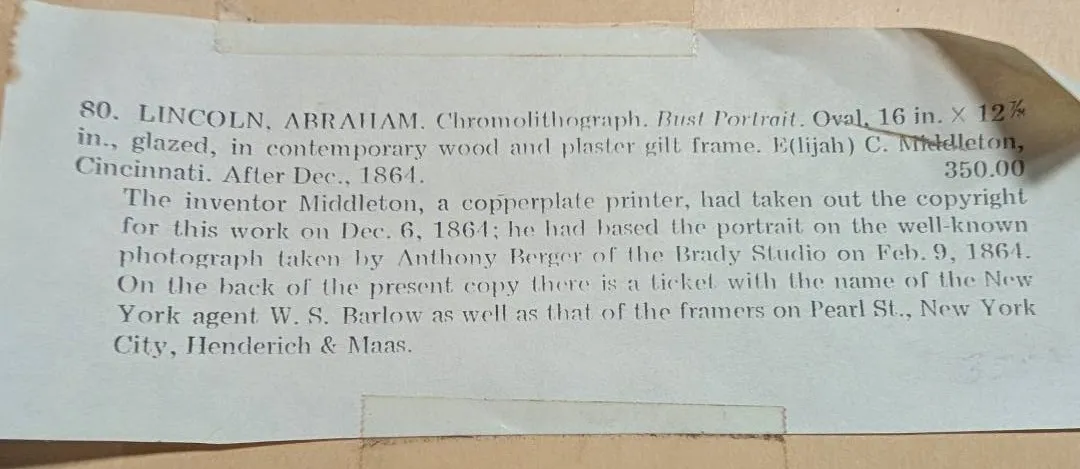 80. LINCOLN, ABRAHAM. Chromolithograph. Bust Portrait. Oval, 16 in. × 12⅞
in., glazed, in contemporary wood and plaster gilt frame. E(lijah) C. Middleton,
Cincinnati. After Dec., 1864. 350.00
The inventor Middleton, a copperplate printer, had taken out the copyright
for this work on Dec. 6, 1864; he had based the portrait on the well-known
photograph taken by Anthony Berger of the Brady Studio on Feb. 9, 1864.
On the back of the present copy there is a ticket with the name of the New
York agent W. S. Barlow as well as that of the framers on Pearl St., New York
City, Henderich & Maas.